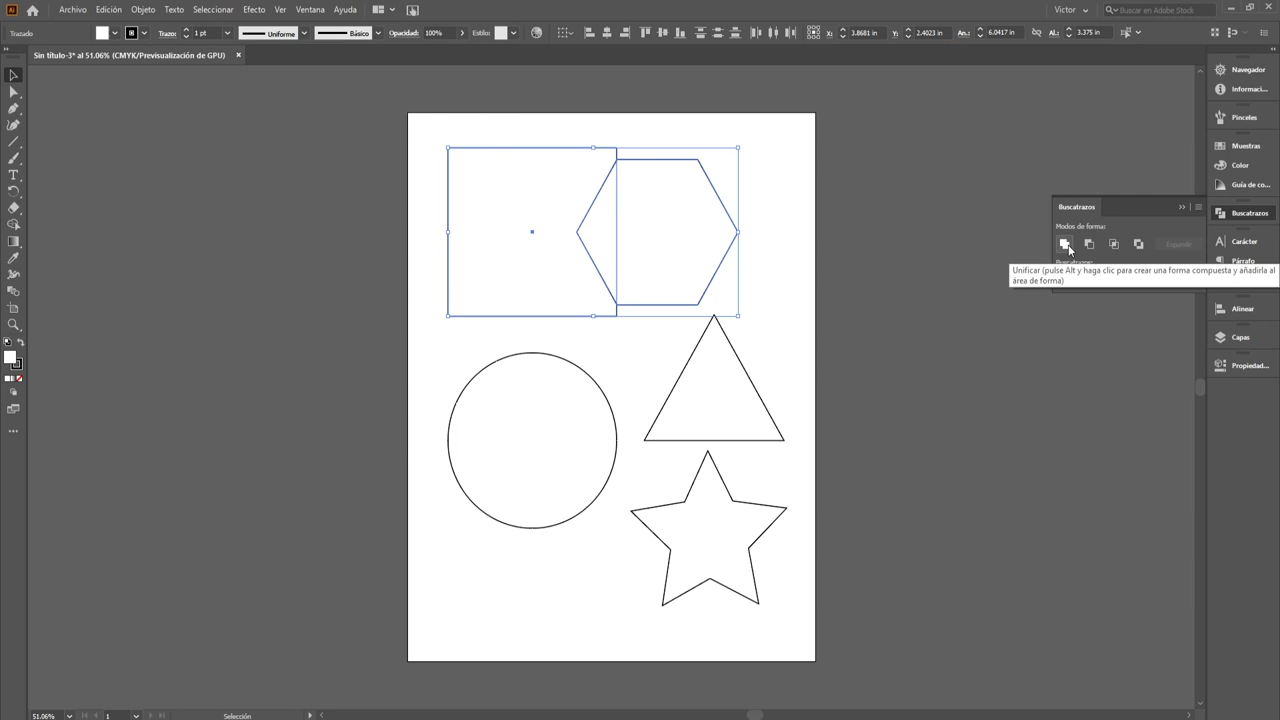 Ai
Archivo Edición Objeto Texto Seleccionar Efecto Ver Ventana Ayuda
Victor
Buscar en Adobe Stock
Trazado
Trazo: 1 pt
Uniforme
Básico
Opacidad: 100%
Estilo:
X: 3.8681 in
Y: 2.4023 in
An.: 6.0417 in
AL.: 3.375 in
Sin título-3* al 51.06% (CMYK/Previsualización de GPU)
Navegador
Informaci...
Pinceles
Muestras
Color
Guía de co...
Buscatrazos
Carácter
Párrafo
Alinear
Capas
Propiedad...
Buscatrazos
Modos de forma:
Expandir
Unificar (pulse Alt y haga clic para crear una forma compuesta y añadirla al
área de forma)
51.06%
1
Selección